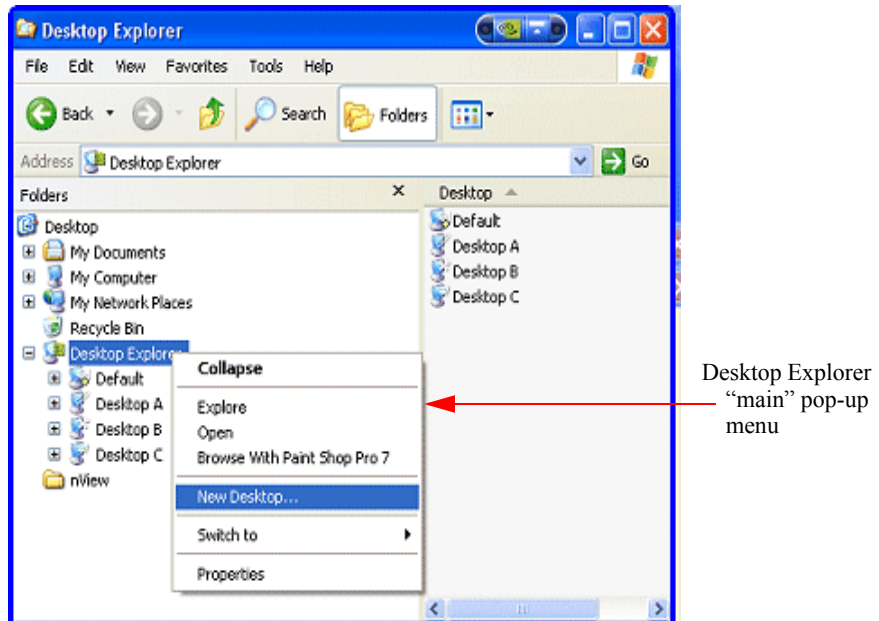 Desktop Explorer
File Edit View Favorites Tools Help
Back Search Folders
Address Desktop Explorer Go
Folders
Desktop
My Documents
My Computer
My Network Places
Recycle Bin
Desktop Explorer
Default
Desktop A
Desktop B
Desktop C
nView
Collapse
Explore
Open
Browse With Paint Shop Pro 7
New Desktop...
Switch to
Properties
Desktop
Default
Desktop A
Desktop B
Desktop C
Desktop Explorer
“main” pop-up
menu